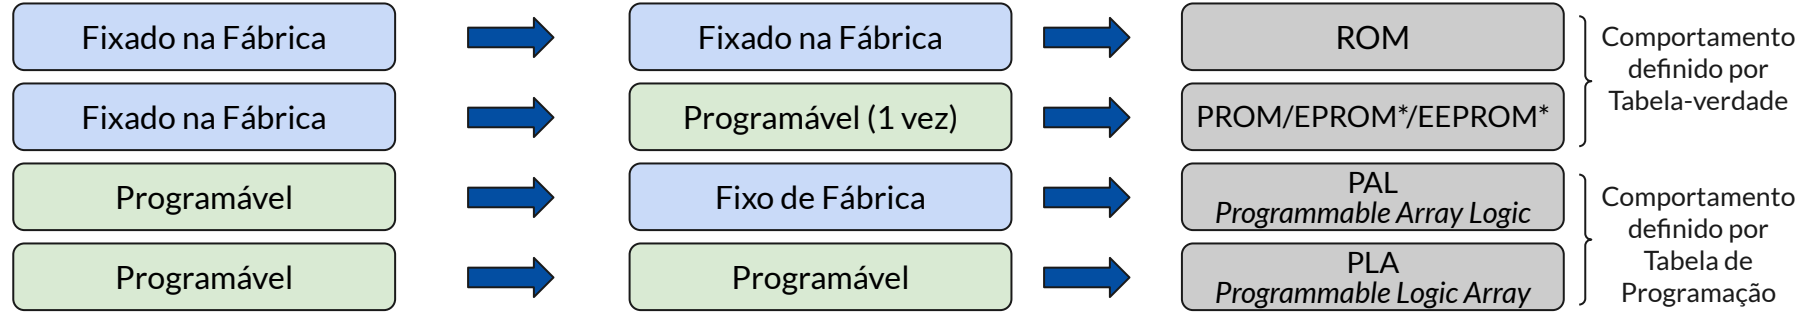 Fixado na Fábrica
Fixado na Fábrica
ROM
Fixado na Fábrica
Programável (1 vez)
PROM/EPROM*/EEPROM*
Comportamento
definido por
Tabela-verdade
Programável
Fixo de Fábrica
PAL
Programmable Array Logic
Programável
Programável
PLA
Programmable Logic Array
Comportamento
definido por
Tabela de
Programação